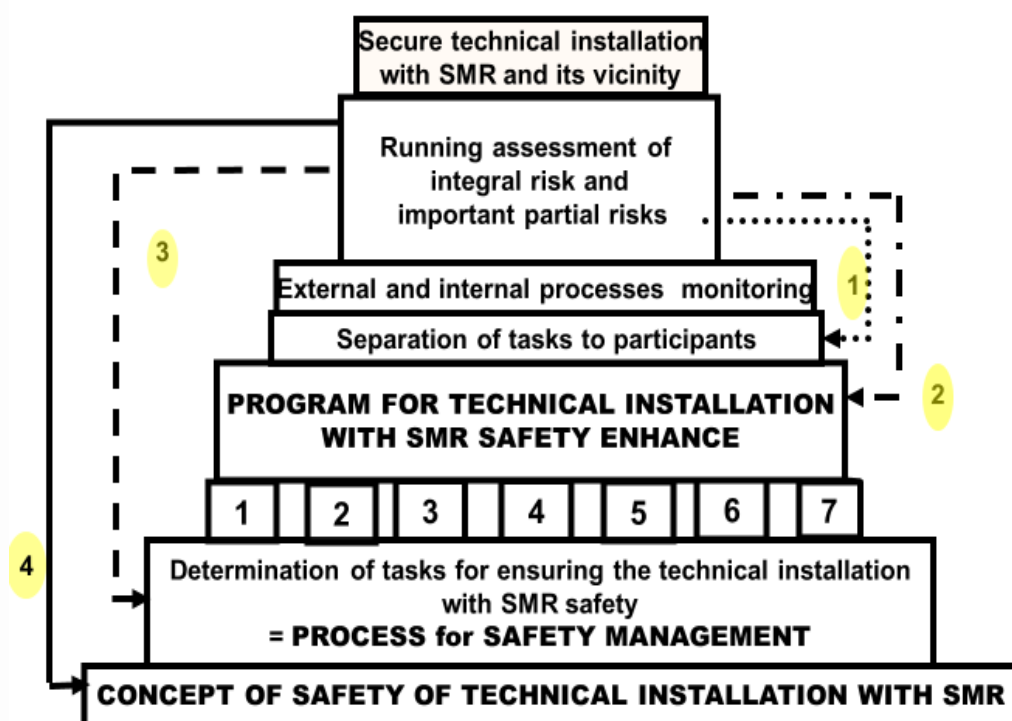 Secure technical installation
with SMR and its vicinity
Running assessment of
integral risk and
important partial risks
3
External and internal processes monitoring
1
Separation of tasks to participants
2
PROGRAM FOR TECHNICAL INSTALLATION
WITH SMR SAFETY ENHANCE
1 2 3 4 5 6 7
4
Determination of tasks for ensuring the technical installation
with SMR safety
= PROCESS for SAFETY MANAGEMENT
CONCEPT OF SAFETY OF TECHNICAL INSTALLATION WITH SMR